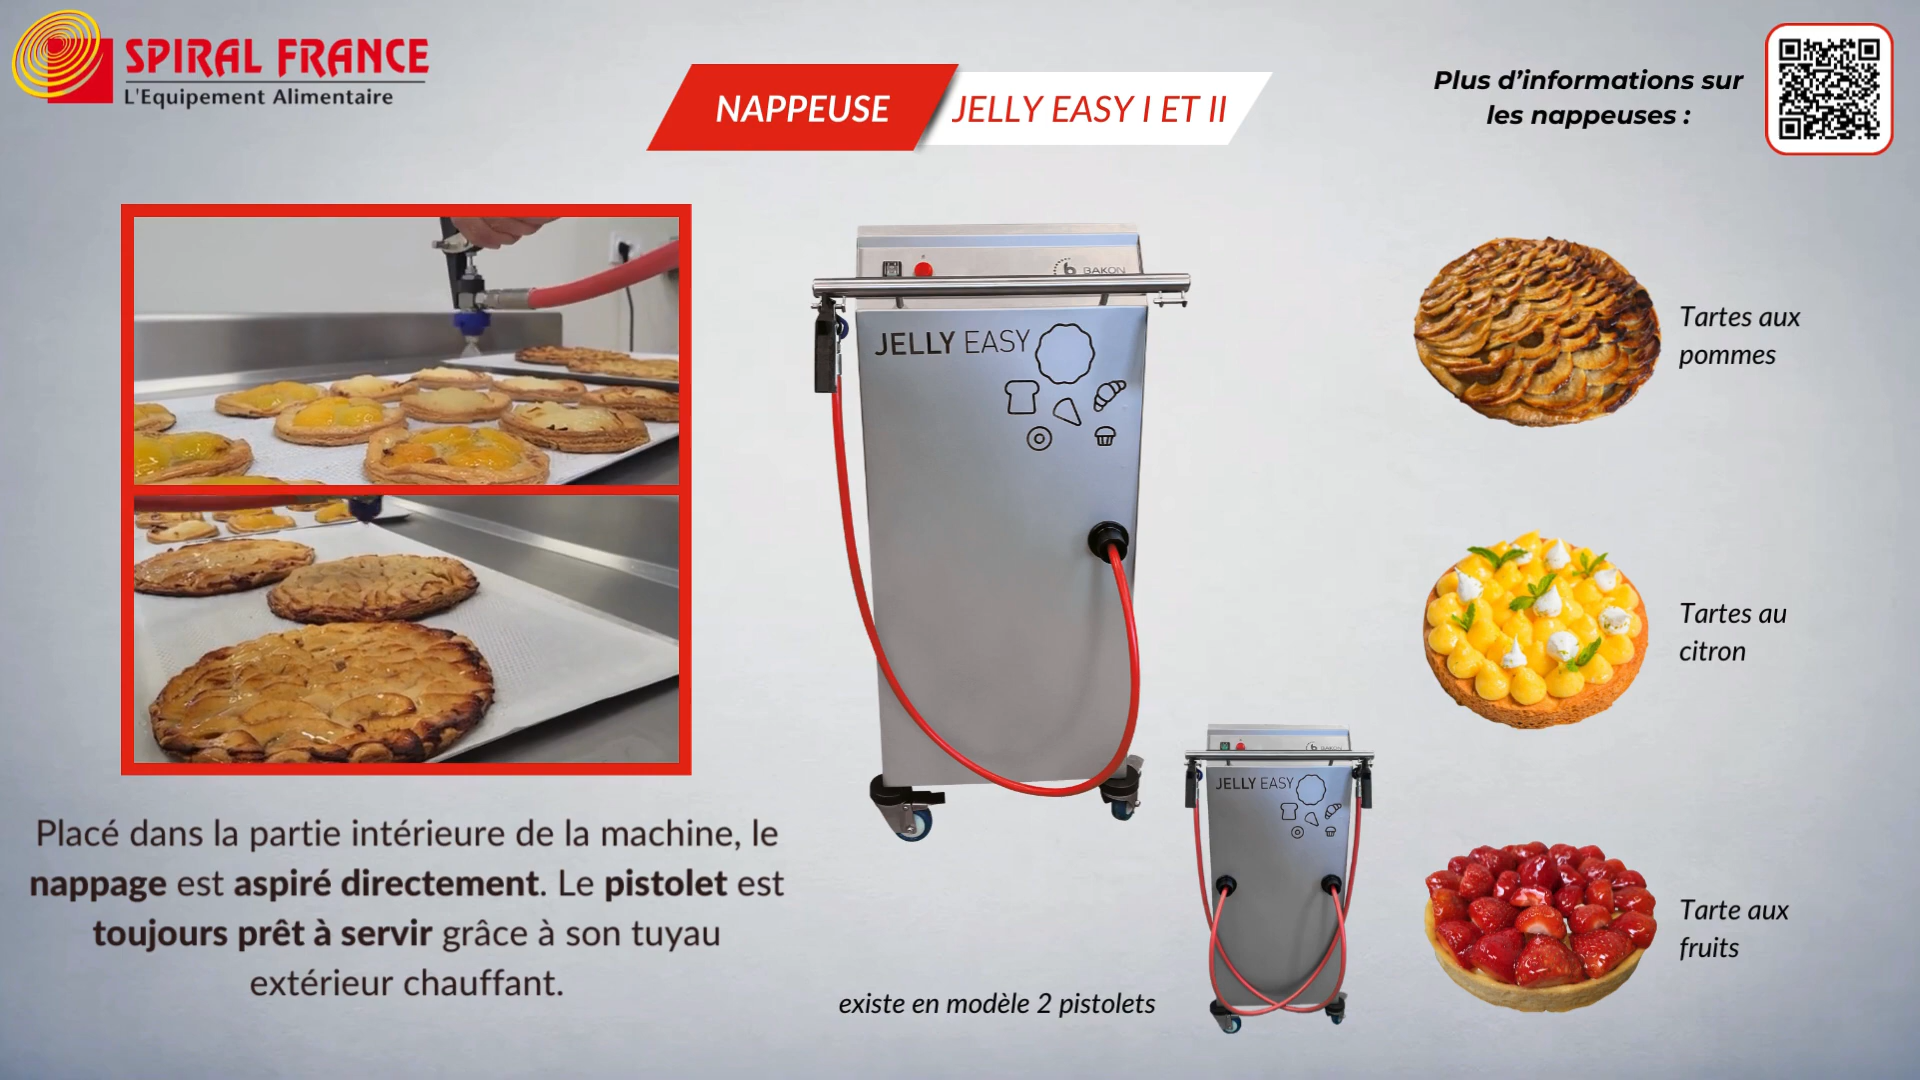 SPIRAL FRANCE
L'Equipement Alimentaire
NAPPEUSE
JELLY EASY I ET II
Plus d'informations sur
les nappeuses :
BAKON
JELLY EASY
Tartes aux
pommes
Tartes au
citron
Tarte aux
fruits
Placé dans la partie intérieure de la machine, le
nappage est aspiré directement. Le pistolet est
toujours prêt à servir grâce à son tuyau
extérieur chauffant.
BAKON
JELLY EASY
existe en modèle 2 pistolets